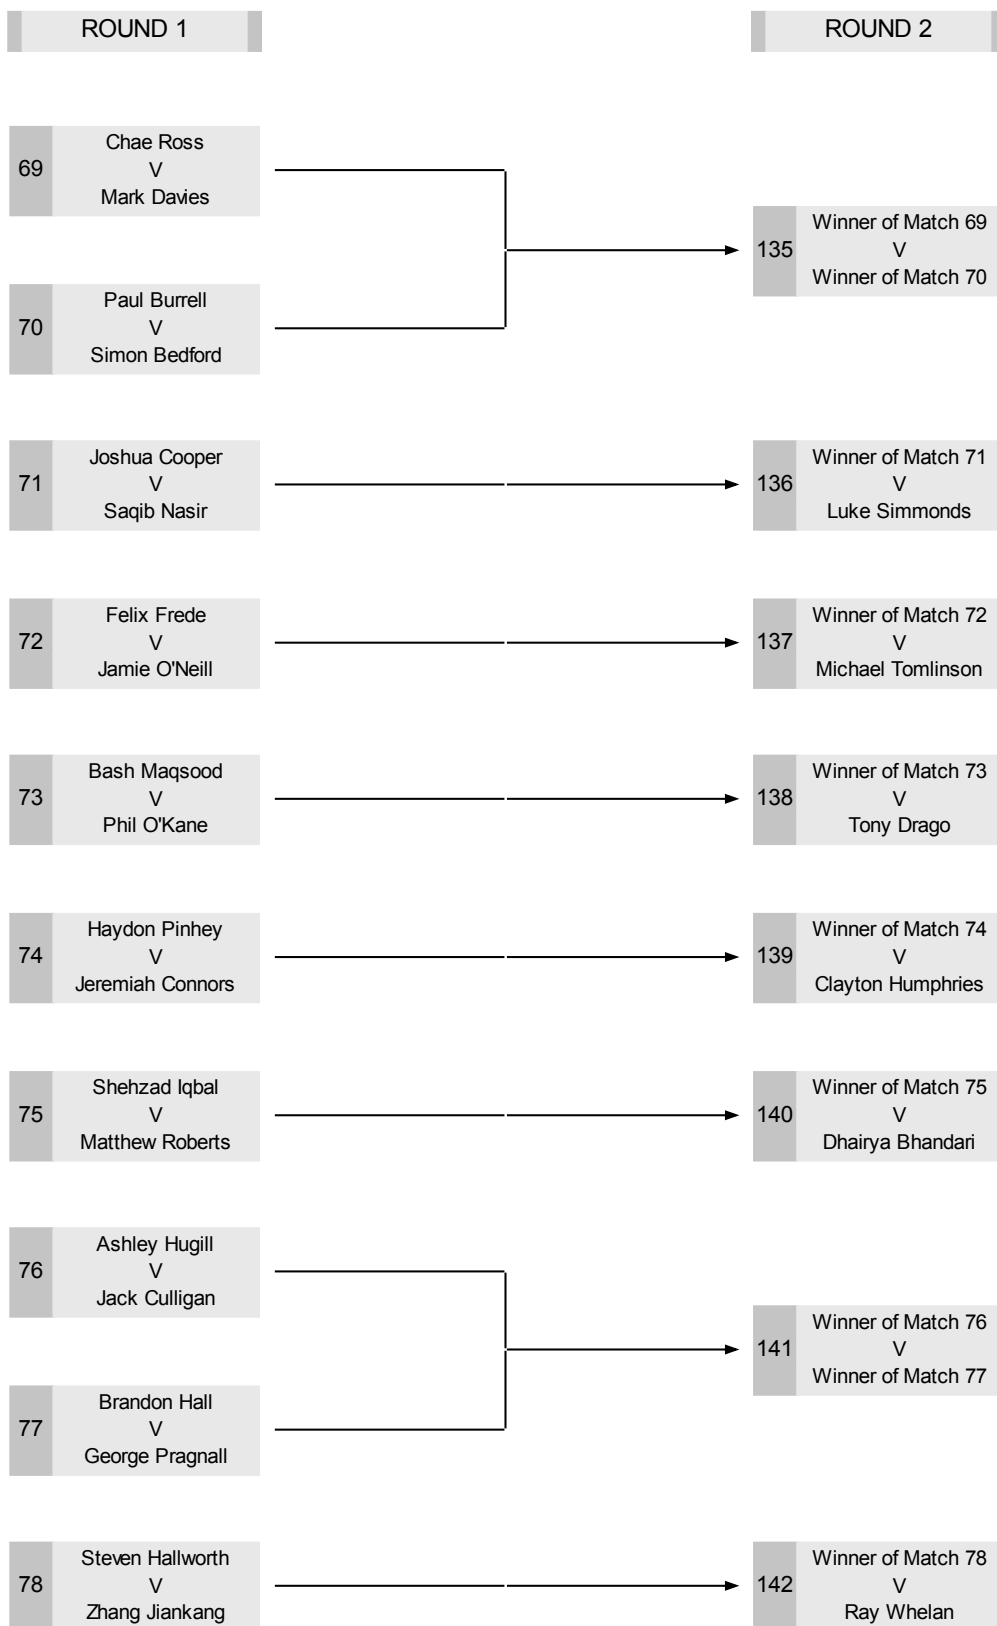 ROUND 1
ROUND 2
69
Chae Ross
V
Mark Davies
70
Paul Burrell
V
Simon Bedford
135
Winner of Match 69
V
Winner of Match 70
71
Joshua Cooper
V
Saqib Nasir
136
Winner of Match 71
V
Luke Simmonds
72
Felix Frede
V
Jamie O'Neill
137
Winner of Match 72
V
Michael Tomlinson
73
Bash Maqsood
V
Phil O'Kane
138
Winner of Match 73
V
Tony Drago
74
Haydon Pinhey
V
Jeremiah Connors
139
Winner of Match 74
V
Clayton Humphries
75
Shehzad Iqbal
V
Matthew Roberts
140
Winner of Match 75
V
Dhairya Bhandari
76
Ashley Hugill
V
Jack Culligan
77
Brandon Hall
V
George Pragnall
141
Winner of Match 76
V
Winner of Match 77
78
Steven Hallworth
V
Zhang Jiankang
142
Winner of Match 78
V
Ray Whelan